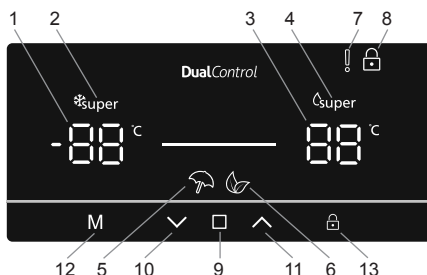 1 2 3 4 7 8
DualControl
super super
-88 °C 88 °C
M
12 5 10 9 11 6 13